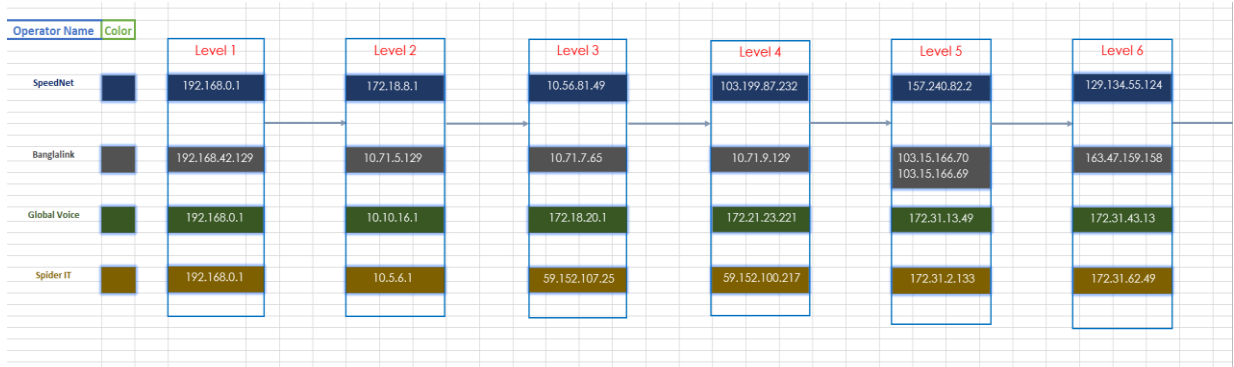 Operator Name Color
Level 1 Level 2 Level 3 Level 4 Level 5 Level 6
SpeedNet 192.168.0.1 172.18.8.1 10.56.81.49 103.199.87.232 157.240.82.2 129.134.55.124
Banglalink 192.168.42.129 10.71.5.129 10.71.7.65 10.71.9.129 103.15.166.70 163.47.159.158
103.15.166.69
Global Voice 192.168.0.1 10.10.16.1 172.18.20.1 172.21.23.221 172.31.13.49 172.31.43.13
Spider IT 192.168.0.1 10.5.6.1 59.152.107.25 59.152.100.217 172.31.2.133 172.31.62.49